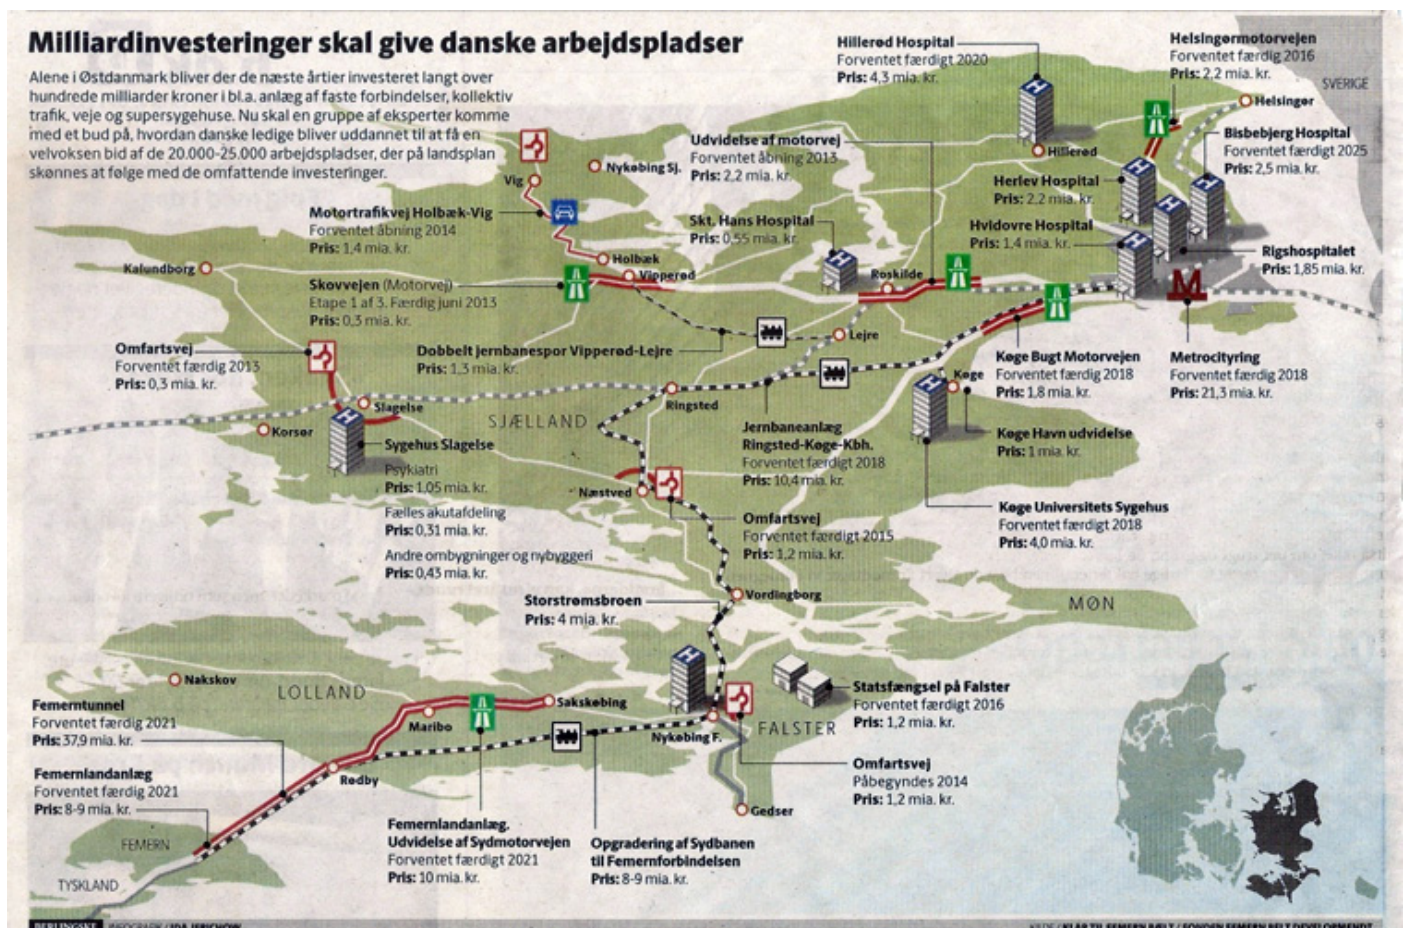 Milliardinvesteringer skal give danske arbejdspladser
Alene i Østdanmark bliver der de næste årtier investeret langt over
hundrede milliarder kroner i bl.a. anlæg af faste forbindelser, kollektiv
trafik, veje og supersygehuse. Nu skal en gruppe af eksperter komme
med et bud på, hvordan danske ledige bliver uddannet til at få en
velvoksen bid af de 20.000-25.000 arbejdspladser, der på landsplan
skønnes at følge med de omfattende investeringer.
Hillerød Hospital
Forventet færdigt 2020
Pris: 4,3 mia. kr.
Helsingørmotorvejen
Forventet færdig 2016
Pris: 2,2 mia. kr.
SVERIGE
Helsingør
Bisbebjerg Hospital
Forventet færdigt 2025
Pris: 2,5 mia. kr.
Hillerød
Udvidelse af motorvej
Forventet åbning 2013
Pris: 2,2 mia. kr.
Nykøbing Sj.
Vig
Herlev Hospital
Pris: 2,2 mia. kr.
Motortrafikvej Holbæk-Vig
Forventet åbning 2014
Pris: 1,4 mia. kr.
Skt. Hans Hospital
Pris: 0,55 mia. kr.
Hvidovre Hospital
Pris: 1,4 mia. kr.
Rigshospitalet
Pris: 1,85 mia. kr.
Kalundborg
Holbæk
Vipperød
Roskilde
M
Skovvejen (Motorvej)
Etape 1 af 3. Færdig juni 2013
Pris: 0,3 mia. kr.
Lejre
Omfartsvej
Forventet færdig 2013
Pris: 0,3 mia. kr.
Dobbelt jernbanespor Vipperød-Lejre
Pris: 1,3 mia. kr.
Køge Bugt Motorvejen
Forventet færdig 2018
Pris: 1,8 mia. kr.
Metrocityring
Forventet færdig 2018
Pris: 21,3 mia. kr.
Køge
Slagelse
Ringsted
SJÆLLAND
Korsør
Sygehus Slagelse
Psykiatri
Pris: 1,05 mia. kr.
Fælles akutafdeling
Pris: 0,31 mia. kr.
Andre ombygninger og nybyggeri
Pris: 0,43 mia. kr.
Jernbaneanlæg
Ringsted-Køge-Kbh.
Forventet færdigt 2018
Pris: 10,4 mia. kr.
Køge Havn udvidelse
Pris: 1 mia. kr.
Næstved
Omfartsvej
Forventet færdig 2015
Pris: 1,2 mia. kr.
Køge Universitets Sygehus
Forventet færdigt 2018
Pris: 4,0 mia. kr.
Storstrømsbroen
Pris: 4 mia. kr.
Vordingborg
MØN
Nakskov
LOLLAND
Sakskøbing
Maribo
Nykøbing F.
FALSTER
Statsfængsel på Falster
Forventet færdigt 2016
Pris: 1,2 mia. kr.
Femerntunnel
Forventet færdig 2021
Pris: 37,9 mia. kr.
Rødby
Omfartsvej
Påbegyndes 2014
Pris: 1,2 mia. kr.
Femernlandanlæg
Forventet færdigt 2021
Pris: 8-9 mia. kr.
Gedser
Femernlandanlæg.
Udvidelse af Sydmotorvejen
Forventet færdigt 2021
Pris: 10 mia. kr.
Opgradering af Sydbanen
til Femernforbindelsen
Pris: 8-9 mia. kr.
FEMERN
TYSKLAND
BERLINGSKE INFOGRAFIK / IDA JERICHOW